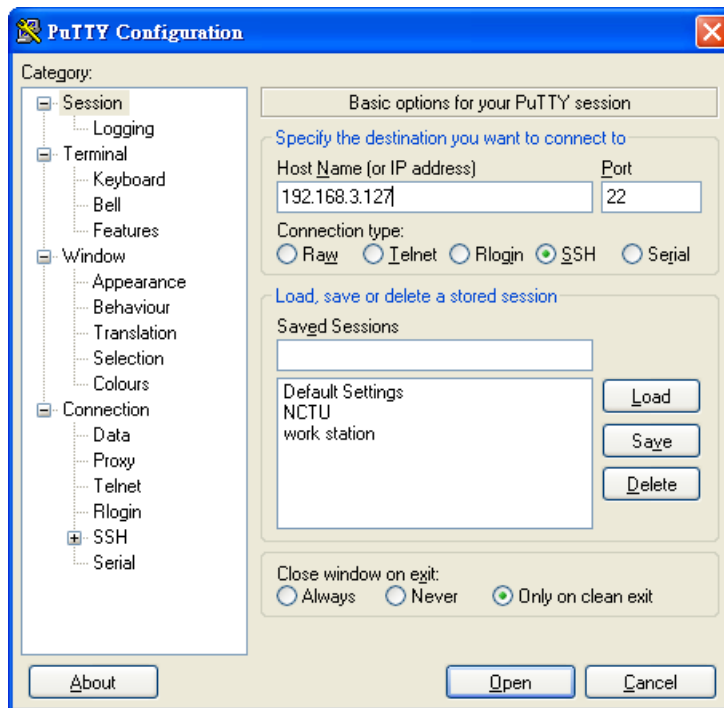 PuTTY Configuration
Category:
Session
Logging
Terminal
Keyboard
Bell
Features
Window
Appearance
Behaviour
Translation
Selection
Colours
Connection
Data
Proxy
Telnet
Rlogin
SSH
Serial
Basic options for your PuTTY session
Specify the destination you want to connect to
Host Name (or IP address) Port
192.168.3.127 22
Connection type:
Raw Telnet Rlogin SSH Serial
Load, save or delete a stored session
Saved Sessions
Default Settings
NCTU
work station
Load
Save
Delete
Close window on exit:
Always Never Only on clean exit
About Open Cancel